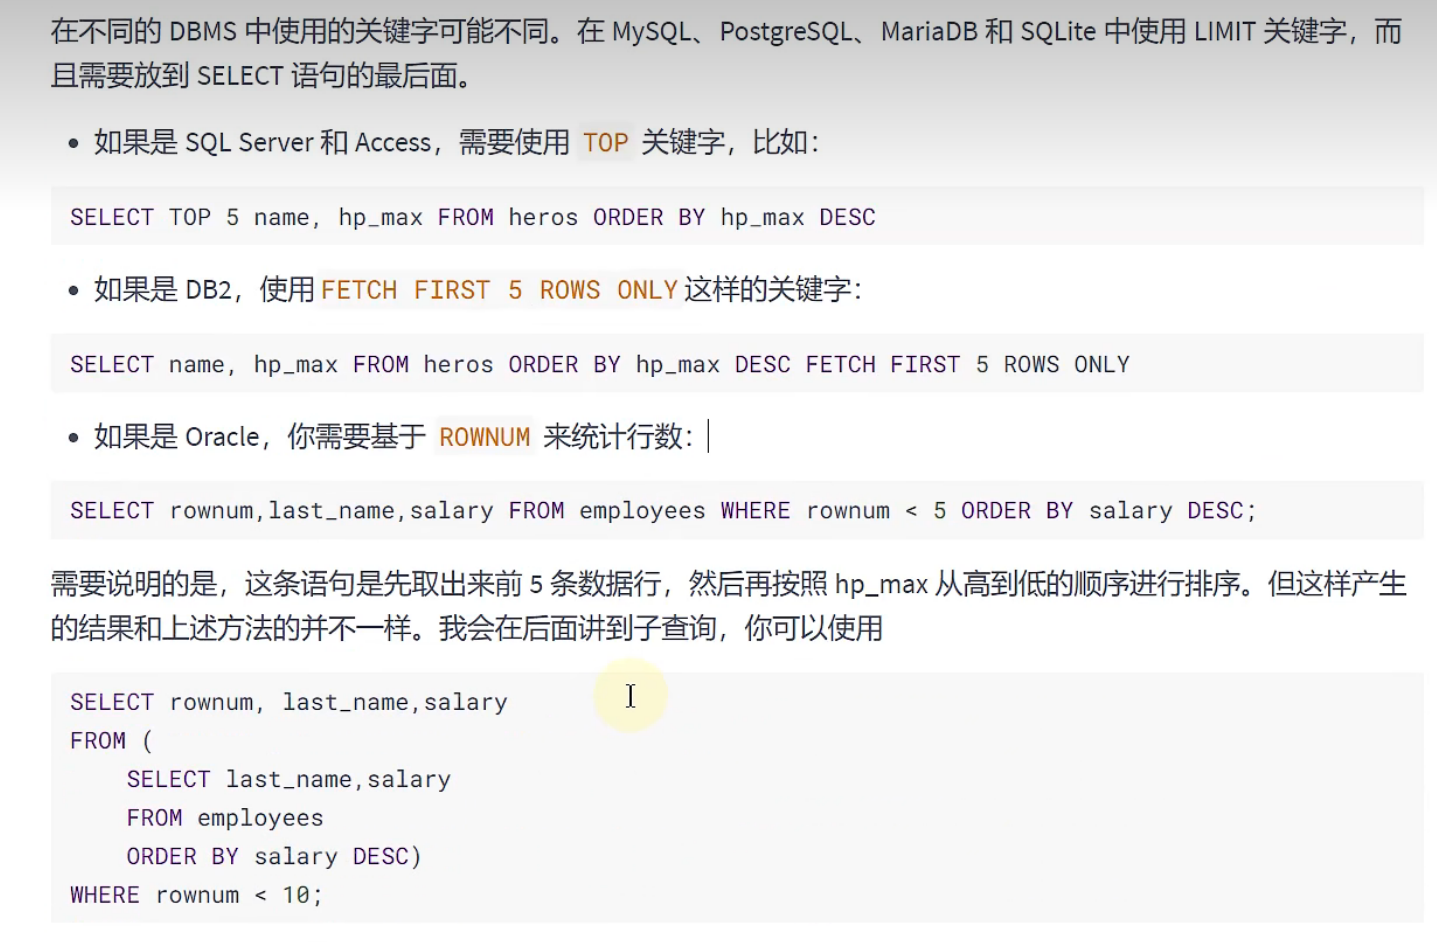 在不同的 DBMS 中使用的关键字可能不同。在 MySQL、PostgreSQL、MariaDB 和 SQLite 中使用 LIMIT 关键字，而
且需要放到 SELECT 语句的最后面。
• 如果是 SQL Server 和 Access，需要使用 TOP 关键字，比如：
SELECT TOP 5 name, hp_max FROM heros ORDER BY hp_max DESC
• 如果是 DB2，使用FETCH FIRST 5 ROWS ONLY这样的关键字：
SELECT name, hp_max FROM heros ORDER BY hp_max DESC FETCH FIRST 5 ROWS ONLY
• 如果是 Oracle，你需要基于 ROWNUM 来统计行数：
SELECT rownum,last_name,salary FROM employees WHERE rownum < 5 ORDER BY salary DESC;
需要说明的是，这条语句是先取出来前 5 条数据行，然后再按照 hp_max 从高到低的顺序进行排序。但这样产生
的结果和上述方法的并不一样。我会在后面讲到子查询，你可以使用
SELECT rownum, last_name,salary
FROM (
    SELECT last_name,salary
    FROM employees
    ORDER BY salary DESC)
WHERE rownum < 10;